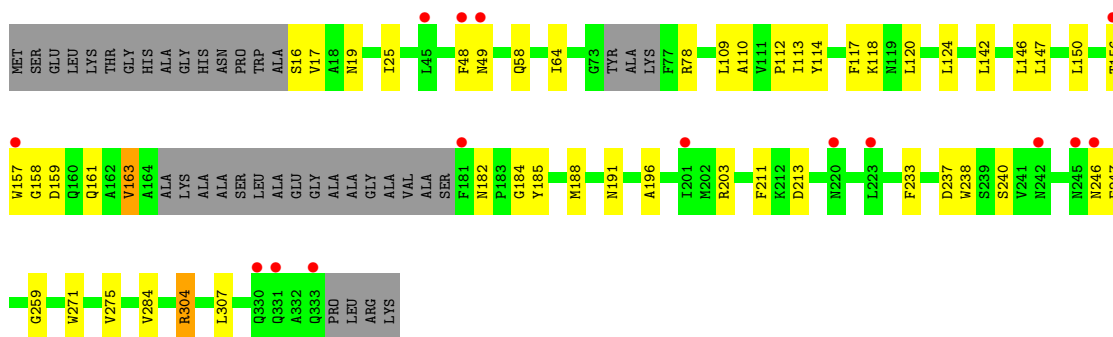 MET SER GLU LEU LYS THR GLY HIS ALA GLY HIS ASN PRO TRP ALA S16 V17 A18 N19 I25 L45 F48 N49 Q58 I64 G73 TYR ALA LYS F77 R78 L109 A110 V111 P112 I113 Y114 F117 K118 N119 L120 L124 L142 L146 L147 L150
W157 G158 D159 Q160 Q161 A162 V163 A164 ALA LYS ALA ALA SER LEU ALA GLU GLY ALA ALA GLY ALA VAL ALA SER F181 N182 P183 G184 Y185 M188 N191 A196 I201 M202 R203 F211 K212 D213 N220 L223 F233 D237 W238 S239 S240 V241 N242 N245 N246
G259 W271 V275 V284 R304 L307 Q330 Q331 A332 Q333 PRO LEU ARG LYS